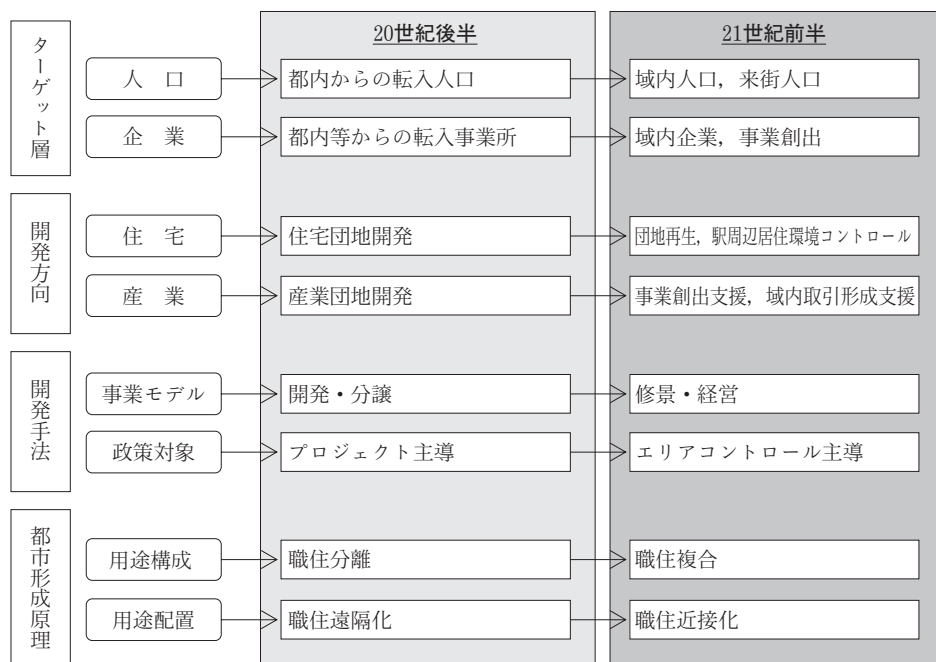 20世紀後半
21世紀前半
ターゲット層
人　口
都内からの転入人口
域内人口，来街人口
企　業
都内等からの転入事業所
域内企業，事業創出
開発方向
住　宅
住宅団地開発
団地再生，駅周辺居住環境コントロール
産　業
産業団地開発
事業創出支援，域内取引形成支援
開発手法
事業モデル
開発・分譲
修景・経営
政策対象
プロジェクト主導
エリアコントロール主導
都市形成原理
用途構成
職住分離
職住複合
用途配置
職住遠隔化
職住近接化